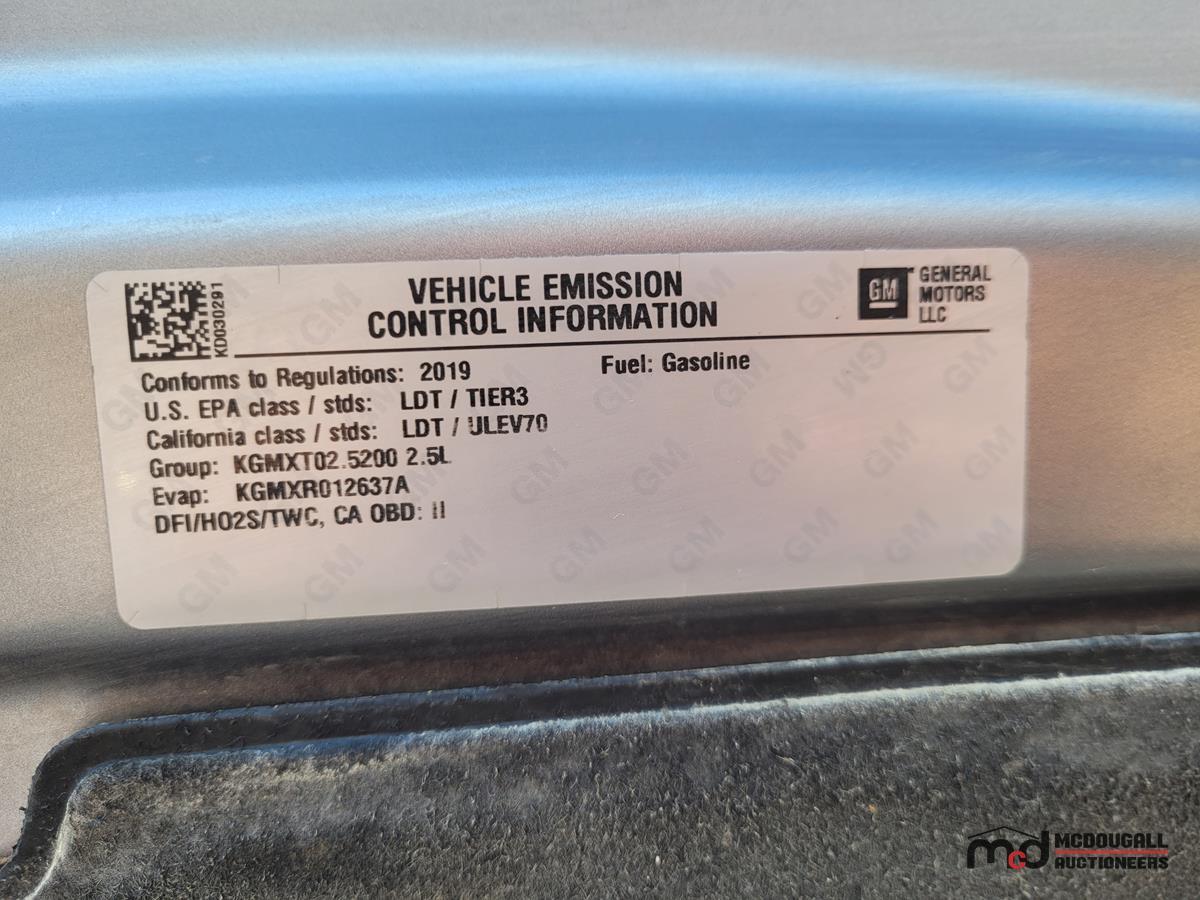 KD030291
VEHICLE EMISSION
CONTROL INFORMATION
GM
GENERAL
MOTORS
LLC
Conforms to Regulations: 2019
Fuel: Gasoline
U.S. EPA class / stds: LDT / TIER3
California class / stds: LDT / ULEV70
Group: KGMXT02.5200 2.5L
Evap: KGMXR012637A
DFI/HO2S/TWC, CA OBD: II
mcd MCDOUGALL
AUCTIONEERS